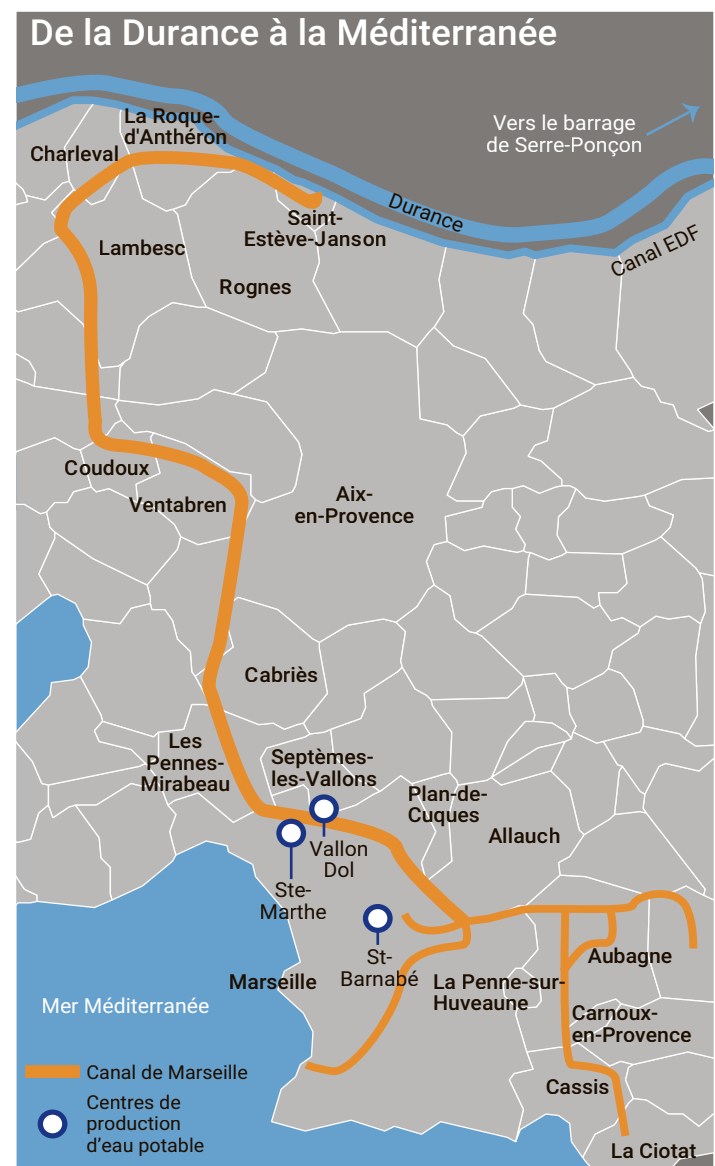 De la Durance à la Méditerranée
La Roque-
d'Anthéron
Vers le barrage
de Serre-Ponçon
Charleval
Durance
Saint-
Estève-Janson
Canal EDF
Lambesc
Rognes
Coudoux
Ventabren
Aix-
en-Provence
Cabriès
Les
Pennes-
Mirabeau
Septèmes-
les-Vallons
Plan-de-
Cuques
Allauch
Vallon
Dol
Ste-
Marthe
St-
Barnabé
Aubagne
Marseille
La Penne-sur-
Huveaune
Mer Méditerranée
Carnoux-
en-Provence
Canal de Marseille
Cassis
Centres de
production
d’eau potable
La Ciotat